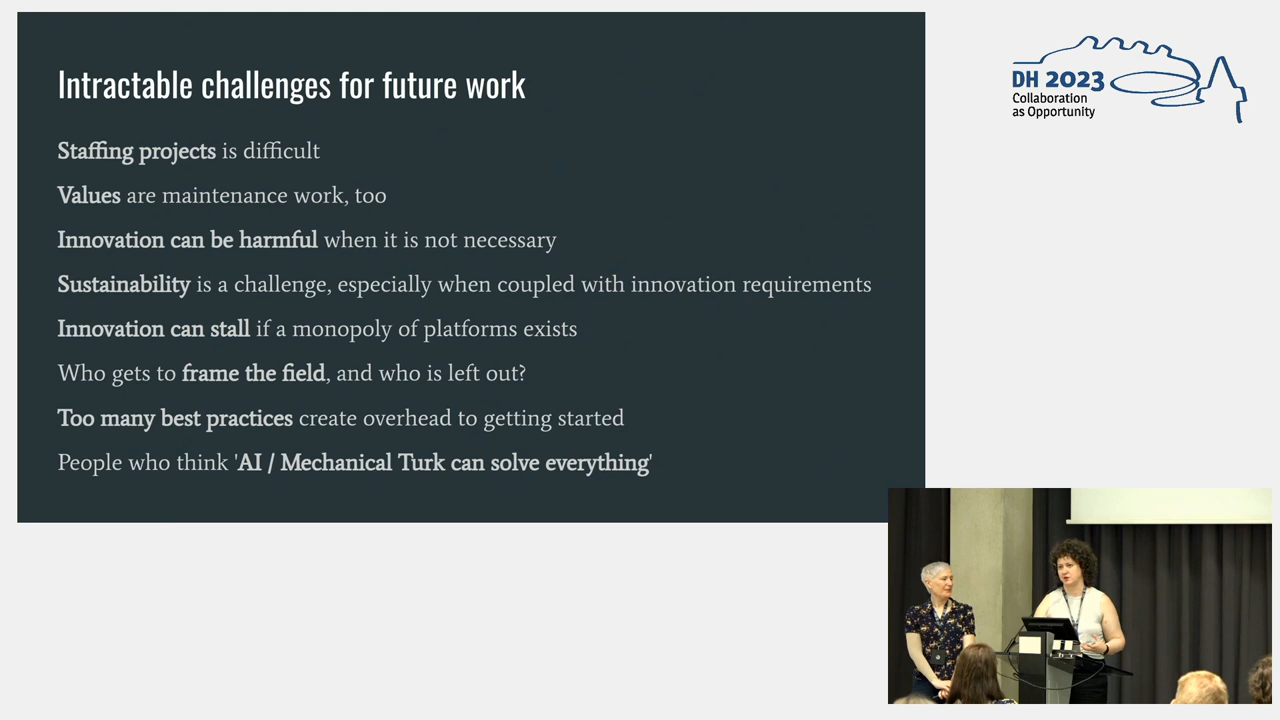 Intractable challenges for future work
Staffing projects is difficult
Values are maintenance work, too
Innovation can be harmful when it is not necessary
Sustainability is a challenge, especially when coupled with innovation requirements
Innovation can stall if a monopoly of platforms exists
Who gets to frame the field, and who is left out?
Too many best practices create overhead to getting started
People who think 'AI / Mechanical Turk can solve everything'
DH 2023
Collaboration
as Opportunity